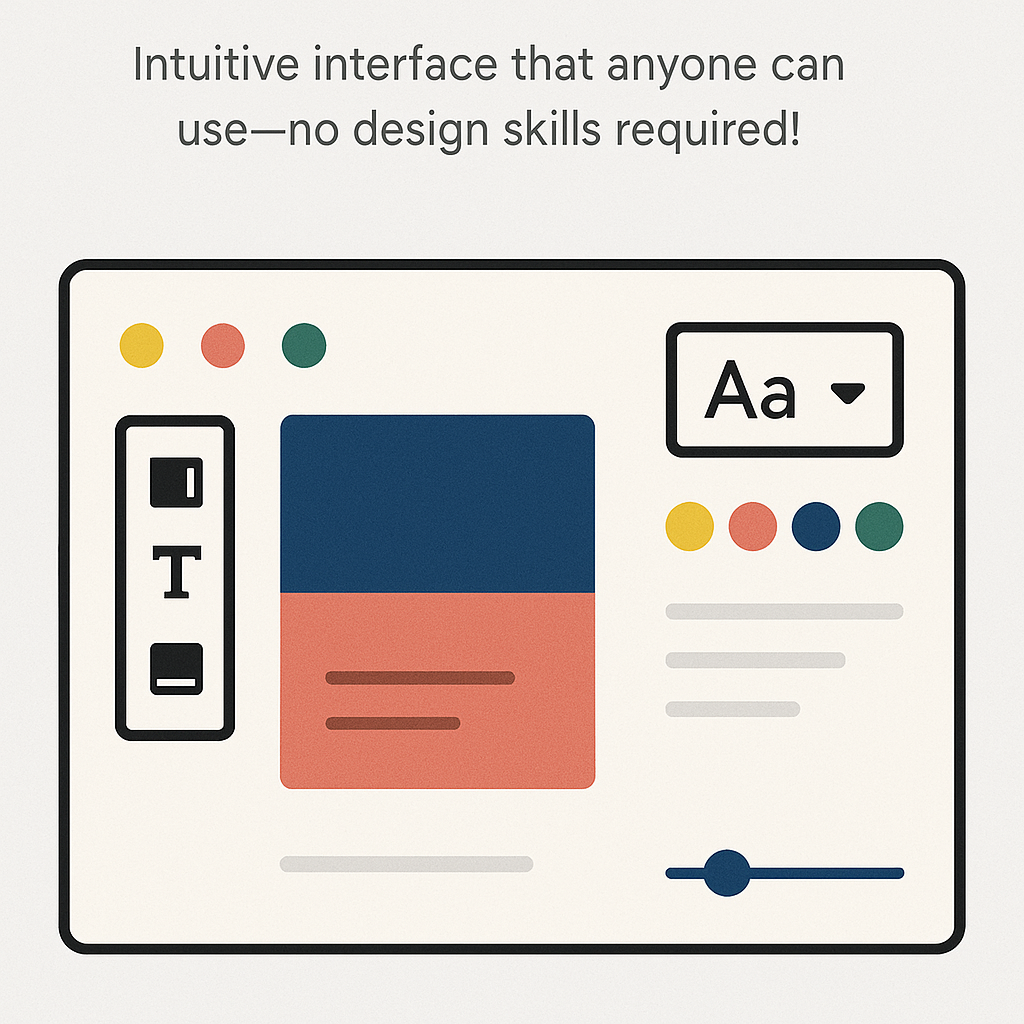 Intuitive interface that anyone can
use—no design skills required!
Aa
T